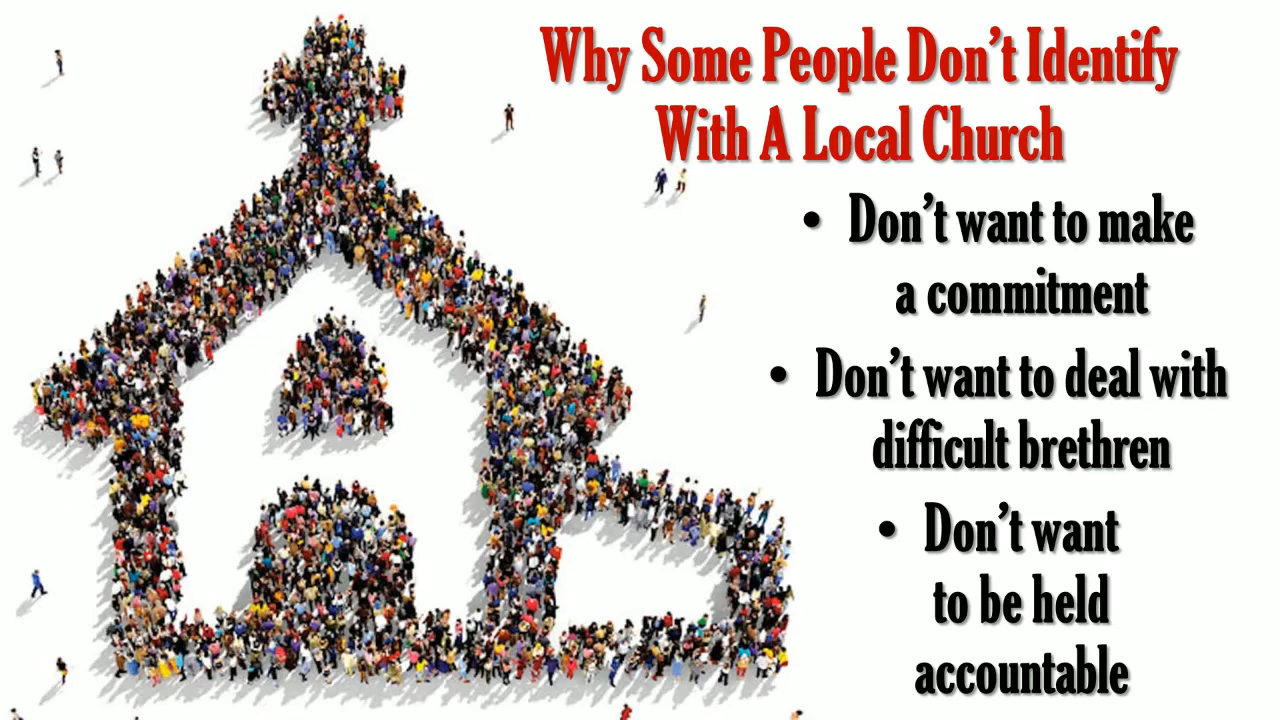 Why Some People Don't Identify
With A Local Church
• Don't want to make
a commitment
• Don't want to deal with
difficult brethren
• Don't want
to be held
accountable